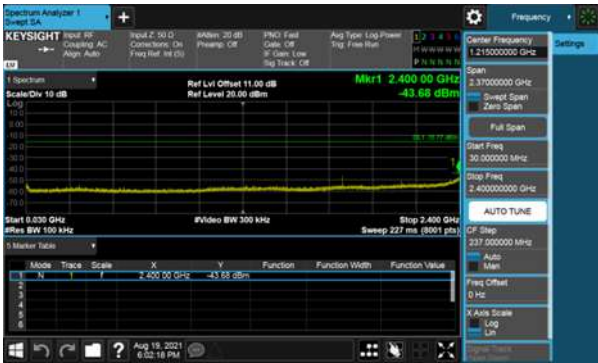 Spectrum Analyzer 1
Swept SA
+
Frequency
KEYSIGHT Input: RF
Coupling: AC
Align: Auto
Input Z: 50 Ω
Corrections: On
Freq Ref: Int (S)
#Atten: 20 dB
Preamp: Off
PNO: Fast
Gate: Off
IF Gain: Low
Sig Track: Off
Avg Type: Log-Power
Trig: Free Run
1 2 3 4 5 6
M W W W W W
P N N N N N
LW
Center Frequency
1.215000000 GHz
Settings
Span
2.37000000 GHz
Swept Span
Zero Span
Full Span
Start Freq
30.000000 MHz
Stop Freq
2.400000000 GHz
AUTO TUNE
CF Step
237.000000 MHz
Auto
Man
Freq Offset
0 Hz
X Axis Scale
Log
Lin
Signal Track
1 Spectrum
Scale/Div 10 dB
Ref Lvl Offset 11.00 dB
Ref Level 20.00 dBm
Mkr1 2.400 00 GHz
-43.68 dBm
Log
10.0
0.00
-10.0
-20.0
-30.0
-40.0
-50.0
-60.0
-70.0
1
Start 0.030 GHz
#Res BW 100 kHz
#Video BW 300 kHz
Stop 2.400 GHz
Sweep 227 ms (8001 pts)
5 Marker Table
Mode Trace Scale X Y Function Function Width Function Value
1 N 1 f 2.400 00 GHz -43.68 dBm
2
3
4
5
6
?
Aug 19, 2021
6:02:18 PM